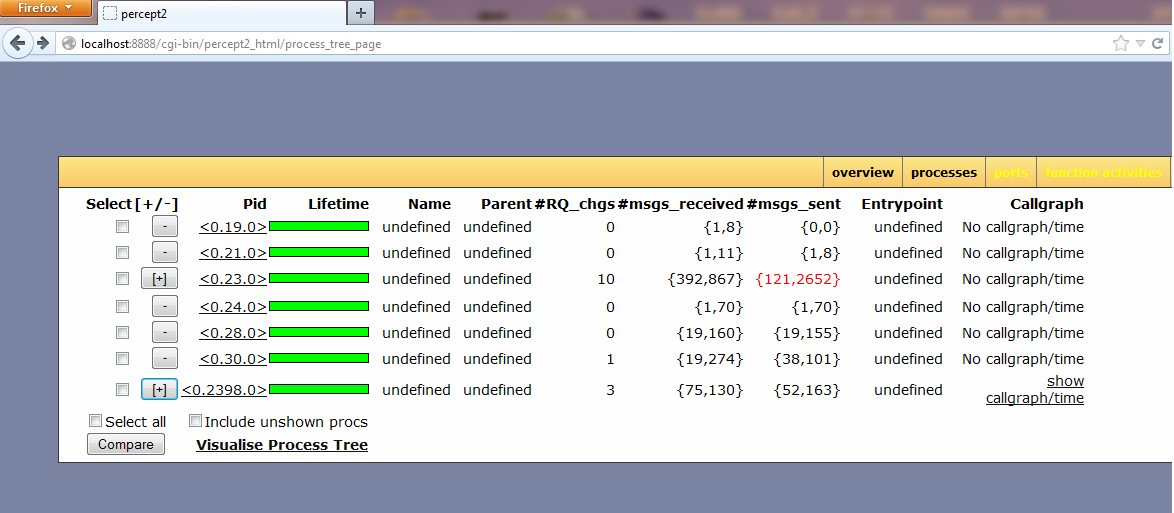 Firefox
percept2
localhost:8888/cgi-bin/percept2_html/process_tree_page
overview processes ports function activities
Select [+/-] Pid Lifetime Name Parent #RQ_chgs #msgs_received #msgs_sent Entrypoint Callgraph
- <0.19.0> undefined undefined 0 {1,8} {0,0} undefined No callgraph/time
- <0.21.0> undefined undefined 0 {1,11} {1,8} undefined No callgraph/time
[+] <0.23.0> undefined undefined 10 {392,867} {121,2652} undefined No callgraph/time
- <0.24.0> undefined undefined 0 {1,70} {1,70} undefined No callgraph/time
- <0.28.0> undefined undefined 0 {19,160} {19,155} undefined No callgraph/time
- <0.30.0> undefined undefined 1 {19,274} {38,101} undefined No callgraph/time
[+] <0.2398.0> undefined undefined 3 {75,130} {52,163} undefined show
callgraph/time
Select all Include unshown procs
Compare Visualise Process Tree